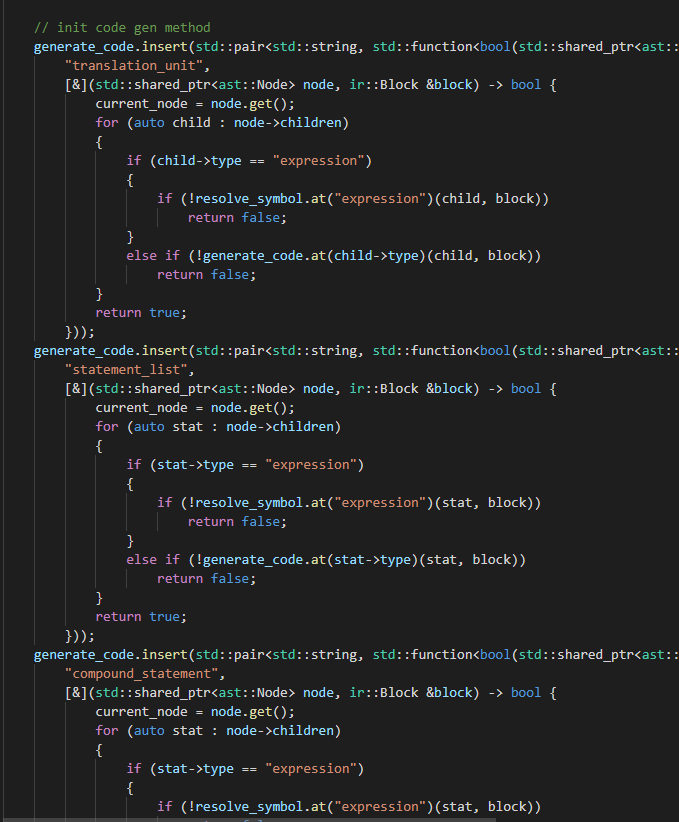 // init code gen method
generate_code.insert(std::pair<std::string, std::function<bool(std::shared_ptr<ast::
"translation_unit",
[&](std::shared_ptr<ast::Node> node, ir::Block &block) -> bool {
current_node = node.get();
for (auto child : node->children)
{
if (child->type == "expression")
{
if (!resolve_symbol.at("expression")(child, block))
return false;
}
else if (!generate_code.at(child->type)(child, block))
return false;
}
return true;
}));
generate_code.insert(std::pair<std::string, std::function<bool(std::shared_ptr<ast::
"statement_list",
[&](std::shared_ptr<ast::Node> node, ir::Block &block) -> bool {
current_node = node.get();
for (auto stat : node->children)
{
if (stat->type == "expression")
{
if (!resolve_symbol.at("expression")(stat, block))
return false;
}
else if (!generate_code.at(stat->type)(stat, block))
return false;
}
return true;
}));
generate_code.insert(std::pair<std::string, std::function<bool(std::shared_ptr<ast::
"compound_statement",
[&](std::shared_ptr<ast::Node> node, ir::Block &block) -> bool {
current_node = node.get();
for (auto stat : node->children)
{
if (stat->type == "expression")
{
if (!resolve_symbol.at("expression")(stat, block))